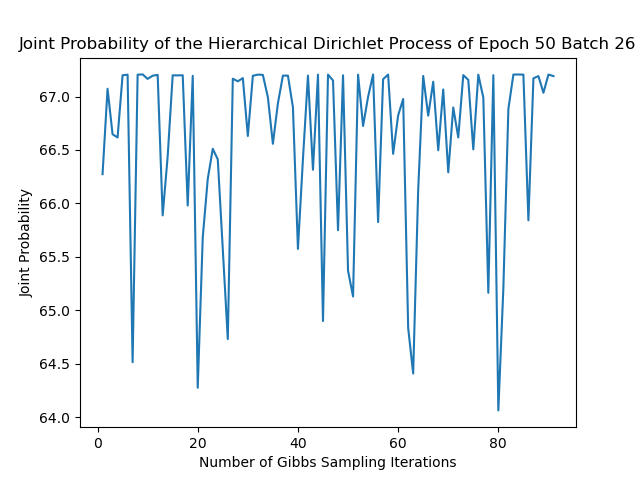 Joint Probability of the Hierarchical Dirichlet Process of Epoch 50 Batch 26
67.0
66.5
66.0
65.5
65.0
64.5
64.0
Joint Probability
0 20 40 60 80
Number of Gibbs Sampling Iterations